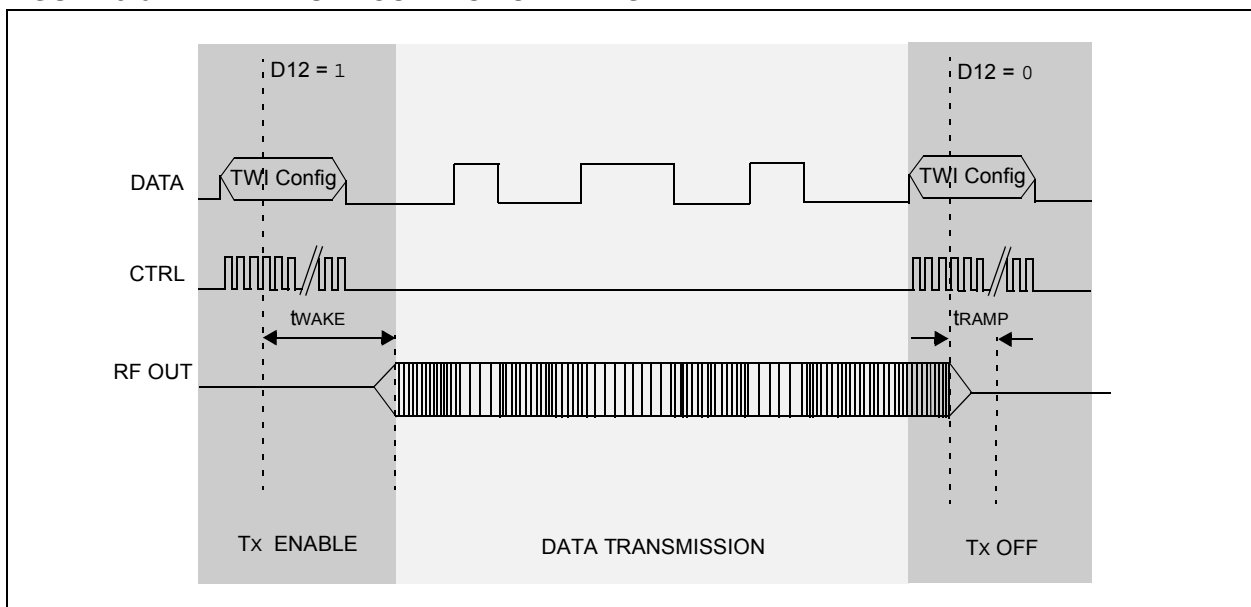 D12 = 1
D12 = 0
DATA
TWI Config
TWI Config
CTRL
tWAKE
tRAMP
RF OUT
Tx ENABLE
DATA TRANSMISSION
Tx OFF